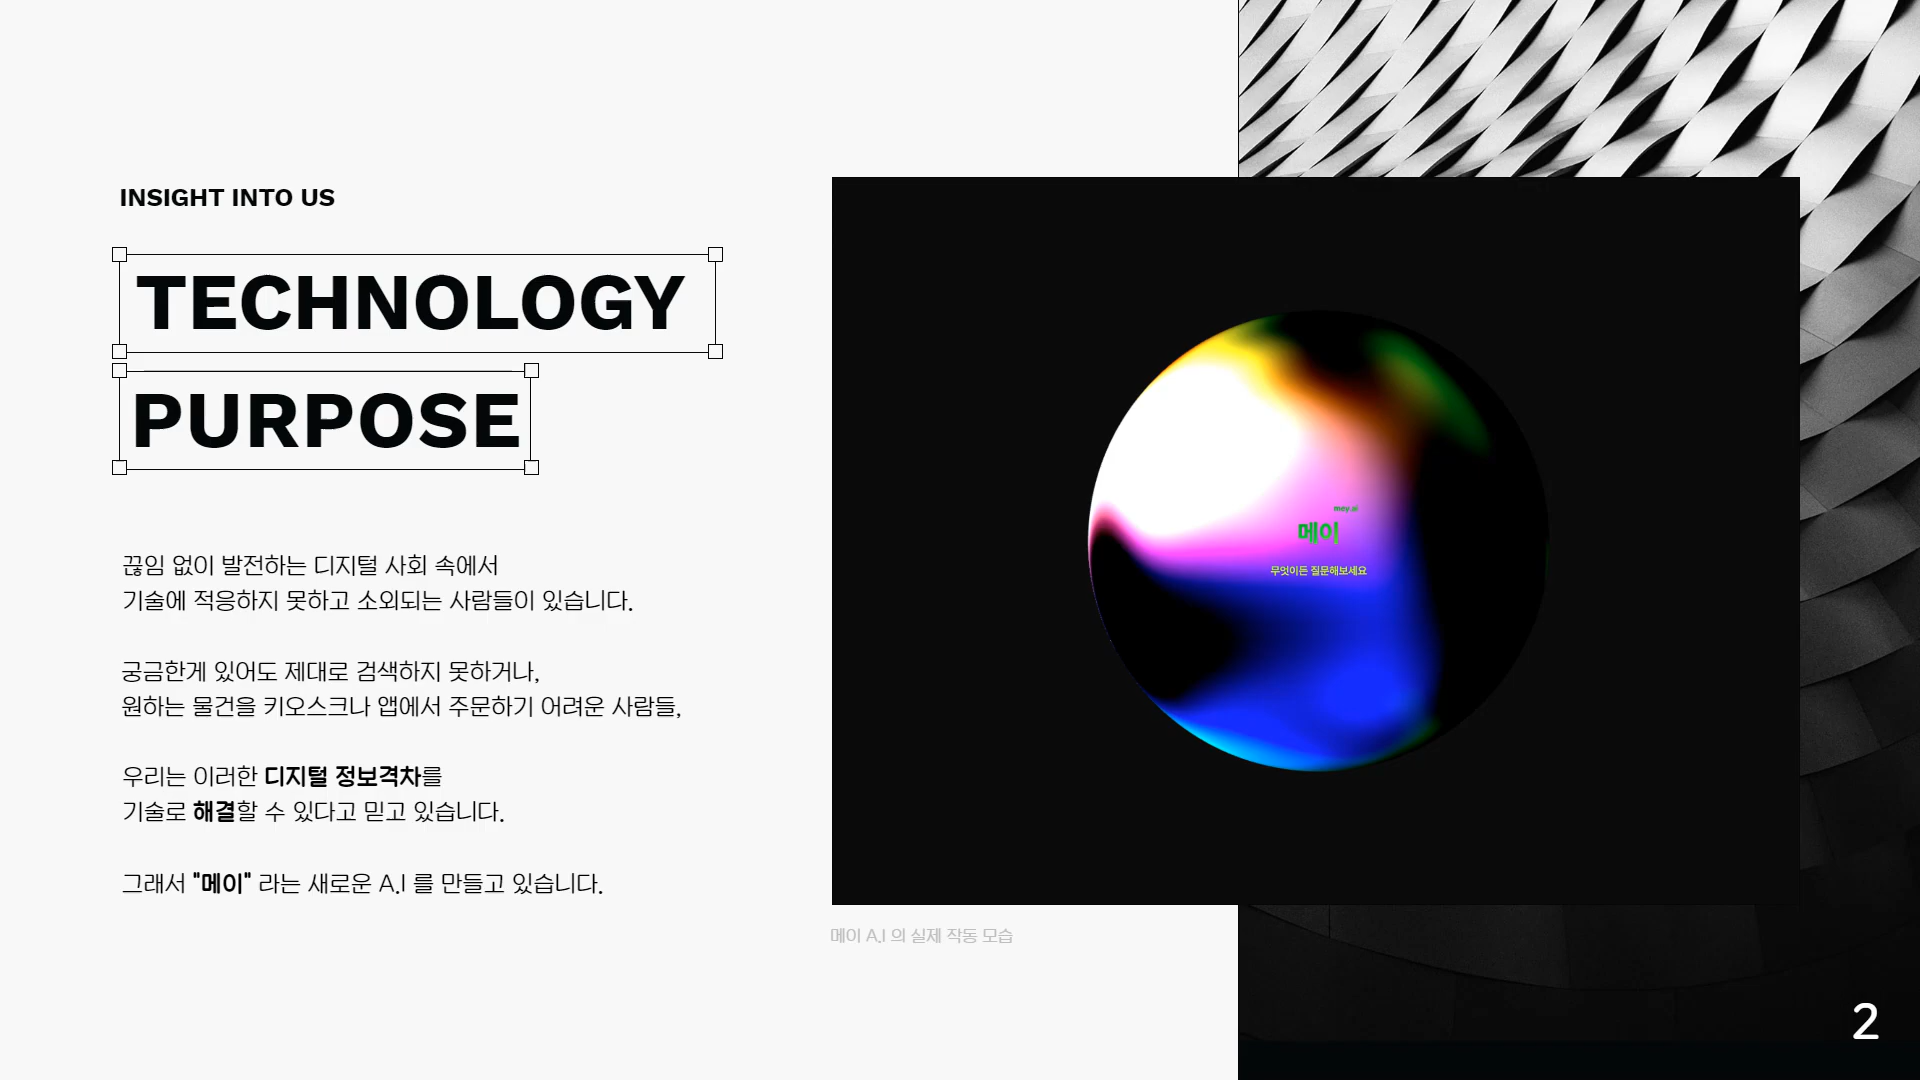 INSIGHT INTO US
TECHNOLOGY
PURPOSE
끊임 없이 발전하는 디지털 사회 속에서
기술에 적응하지 못하고 소외되는 사람들이 있습니다.
궁금한게 있어도 제대로 검색하지 못하거나,
원하는 물건을 키오스크나 앱에서 주문하기 어려운 사람들,
우리는 이러한 디지털 정보격차를
기술로 해결할 수 있다고 믿고 있습니다.
그래서 "메이" 라는 새로운 A.I 를 만들고 있습니다.
mey.ai
메이
무엇이든 질문해보세요
메이 A.I 의 실제 작동 모습
2